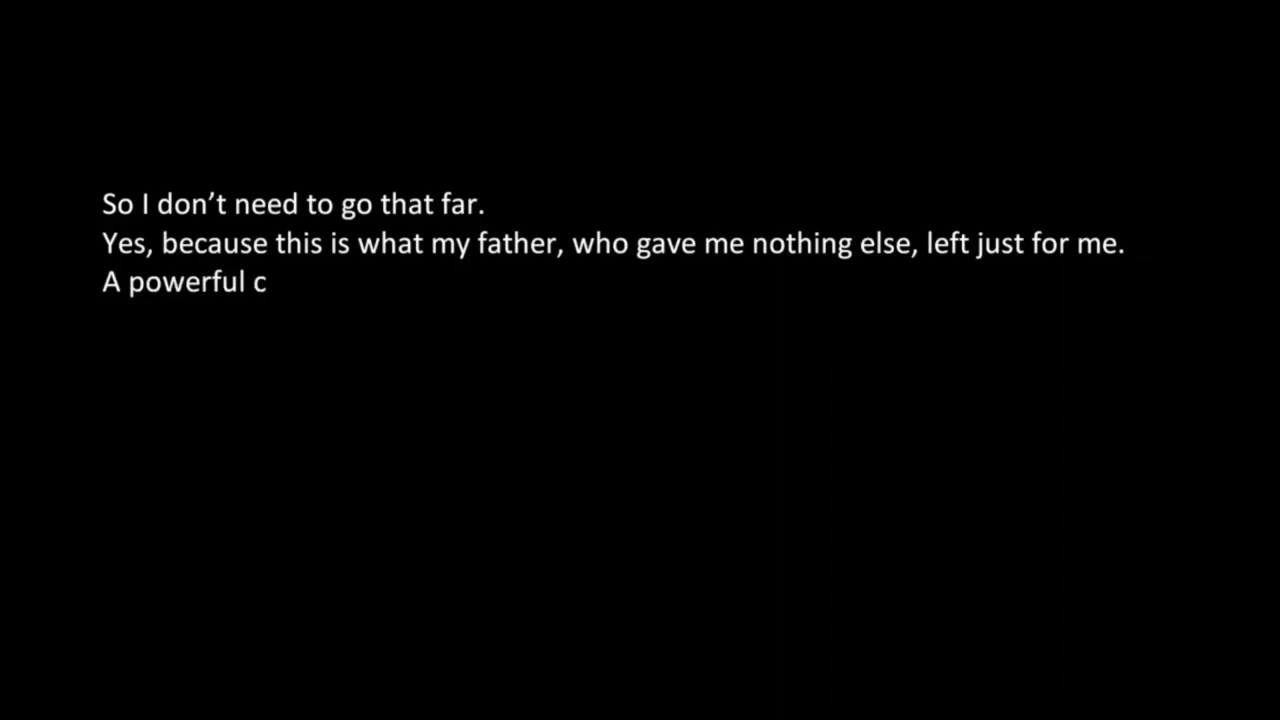 So I don’t need to go that far.
Yes, because this is what my father, who gave me nothing else, left just for me.
A powerful c